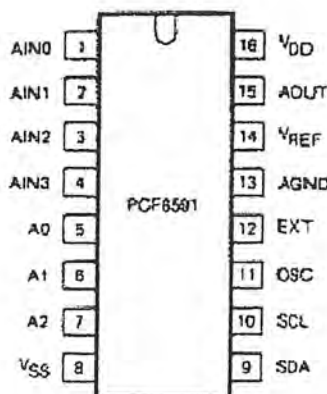 AIN0 1 16 VDD
AIN1 2 15 AOUT
AIN2 3 14 VREF
AIN3 4 13 AGND
PCF8591
A0 5 12 EXT
A1 6 11 OSC
A2 7 10 SCL
VSS 8 9 SDA